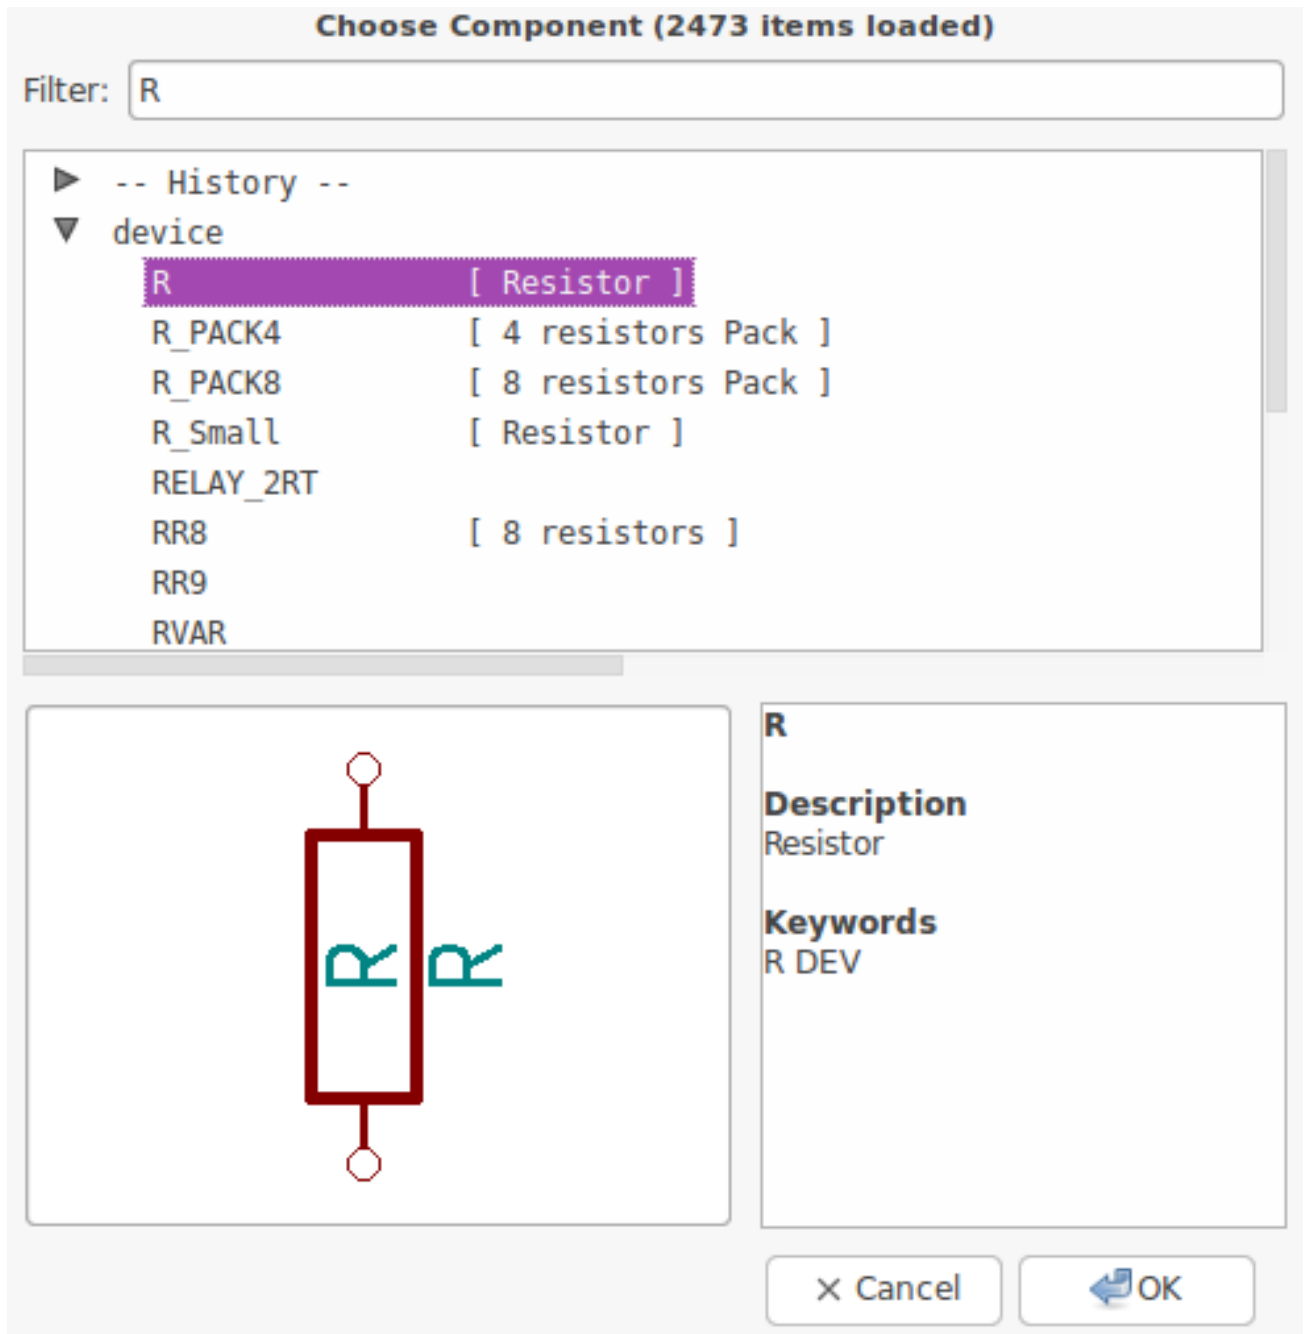 Choose Component (2473 items loaded)
Filter: R
-- History --
device
R [ Resistor ]
R_PACK4 [ 4 resistors Pack ]
R_PACK8 [ 8 resistors Pack ]
R_Small [ Resistor ]
RELAY_2RT
RR8 [ 8 resistors ]
RR9
RVAR
R R
R
Description
Resistor
Keywords
R DEV
Cancel
OK